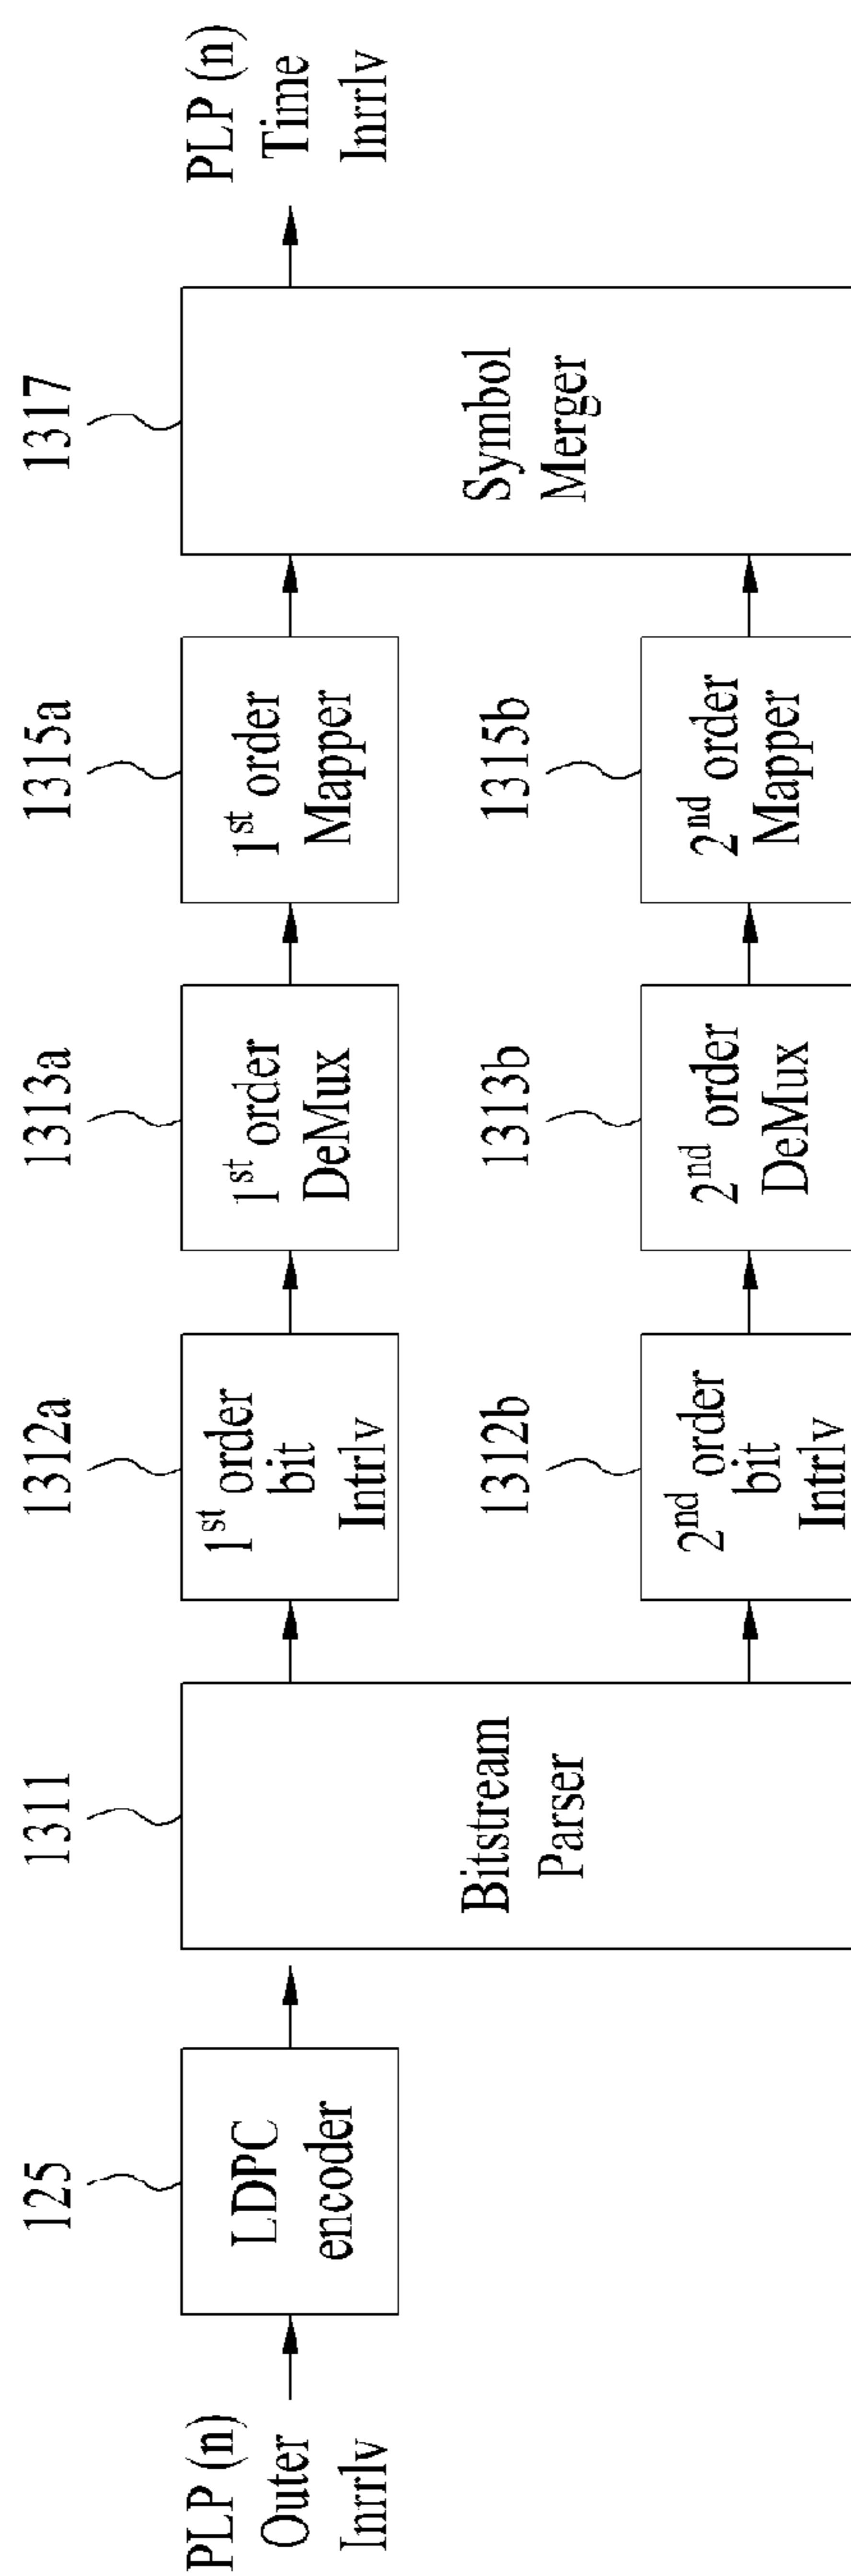 PLP (n)
Outer
Inrrlv
125
LDPC
encoder
1311
Bitstream
Parser
1312a
1st order
bit
Intrlv
1312b
2nd order
bit
Intrlv
1313a
1st order
DeMux
1313b
2nd order
DeMux
1315a
1st order
Mapper
1315b
2nd order
Mapper
1317
Symbol
Merger
PLP (n)
Time
Inrrlv